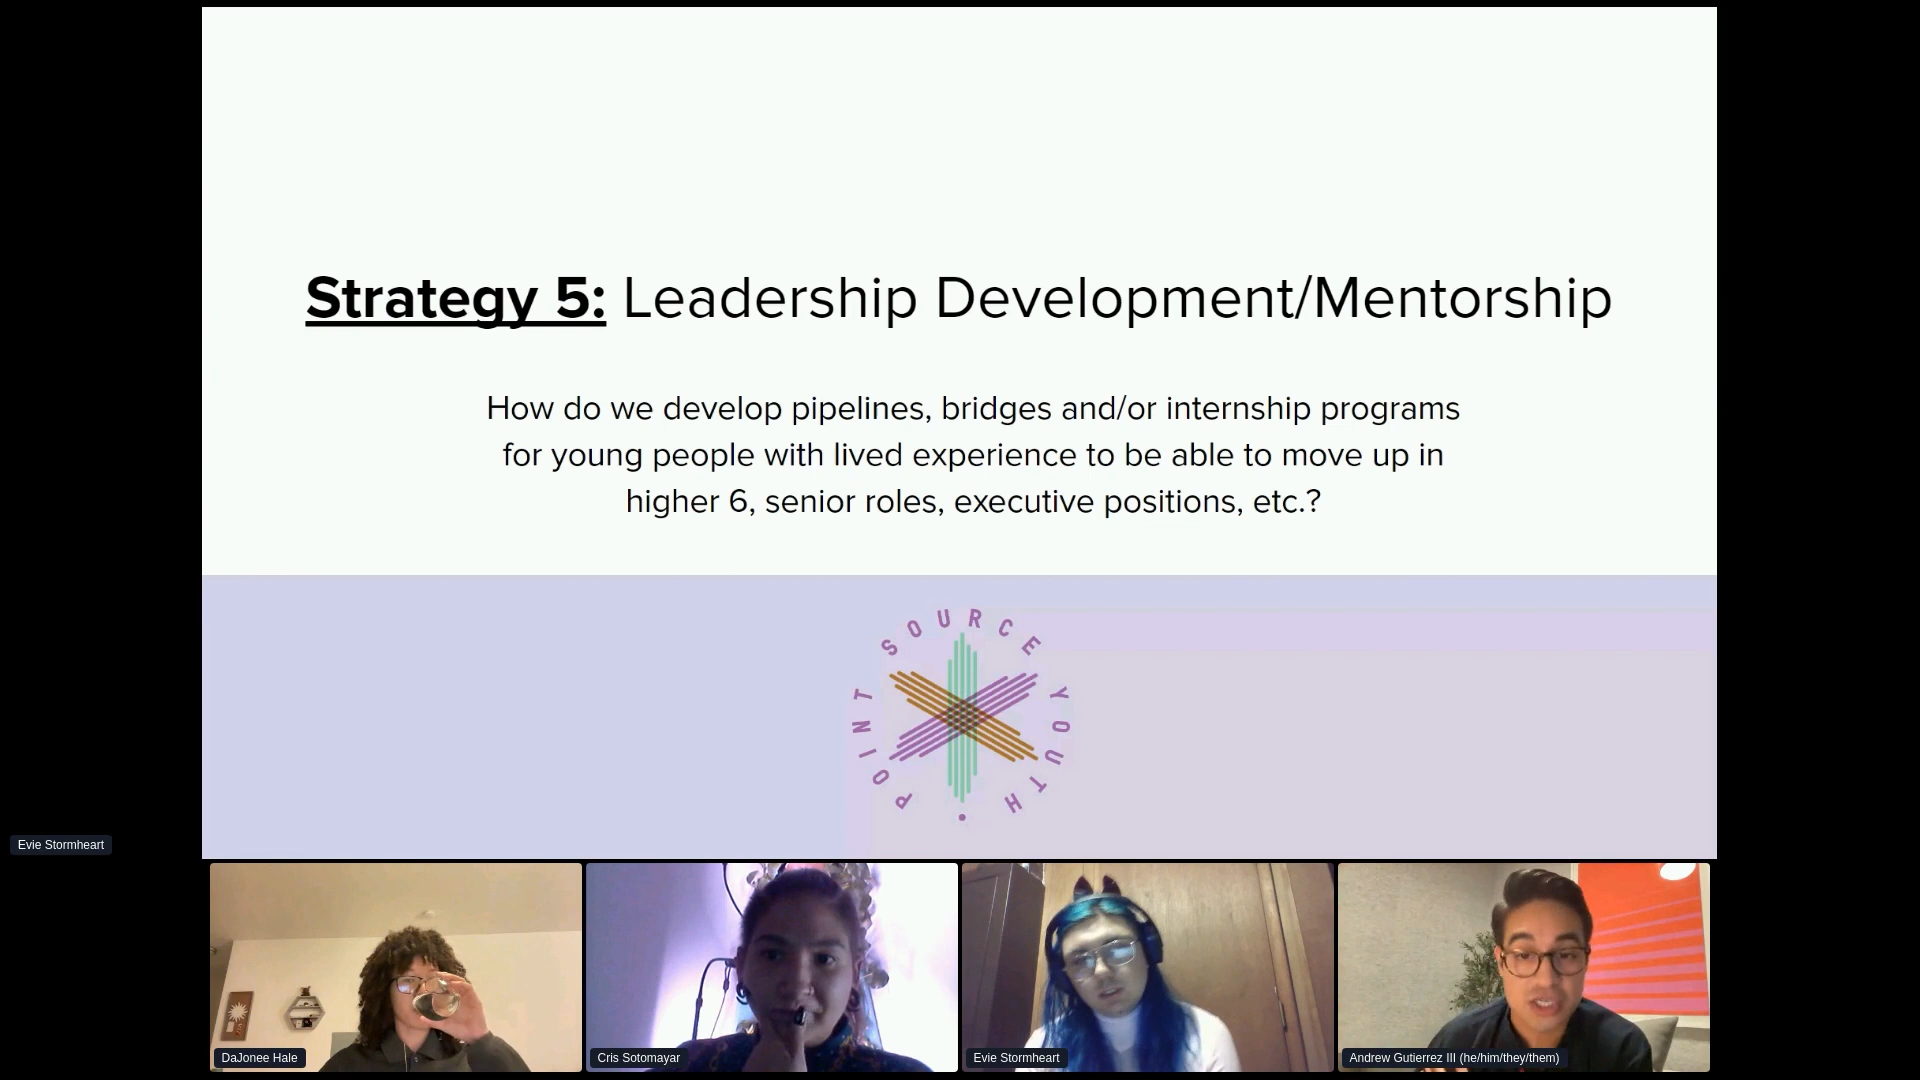 Strategy 5: Leadership Development/Mentorship
How do we develop pipelines, bridges and/or internship programs
for young people with lived experience to be able to move up in
higher 6, senior roles, executive positions, etc.?
POINT SOURCE YOUTH •
Evie Stormheart
DaJonee Hale
Cris Sotomayar
Evie Stormheart
Andrew Gutierrez III (he/him/they/them)